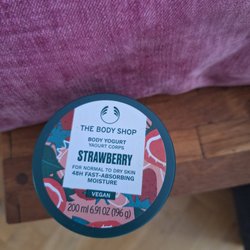 THE BODY SHOP
BODY YOGURT
YAOURT CORPS
STRAWBERRY
FOR NORMAL TO DRY SKIN
48H FAST-ABSORBING
MOISTURE
VEGAN
200 ml 6.91 OZ (196 g)